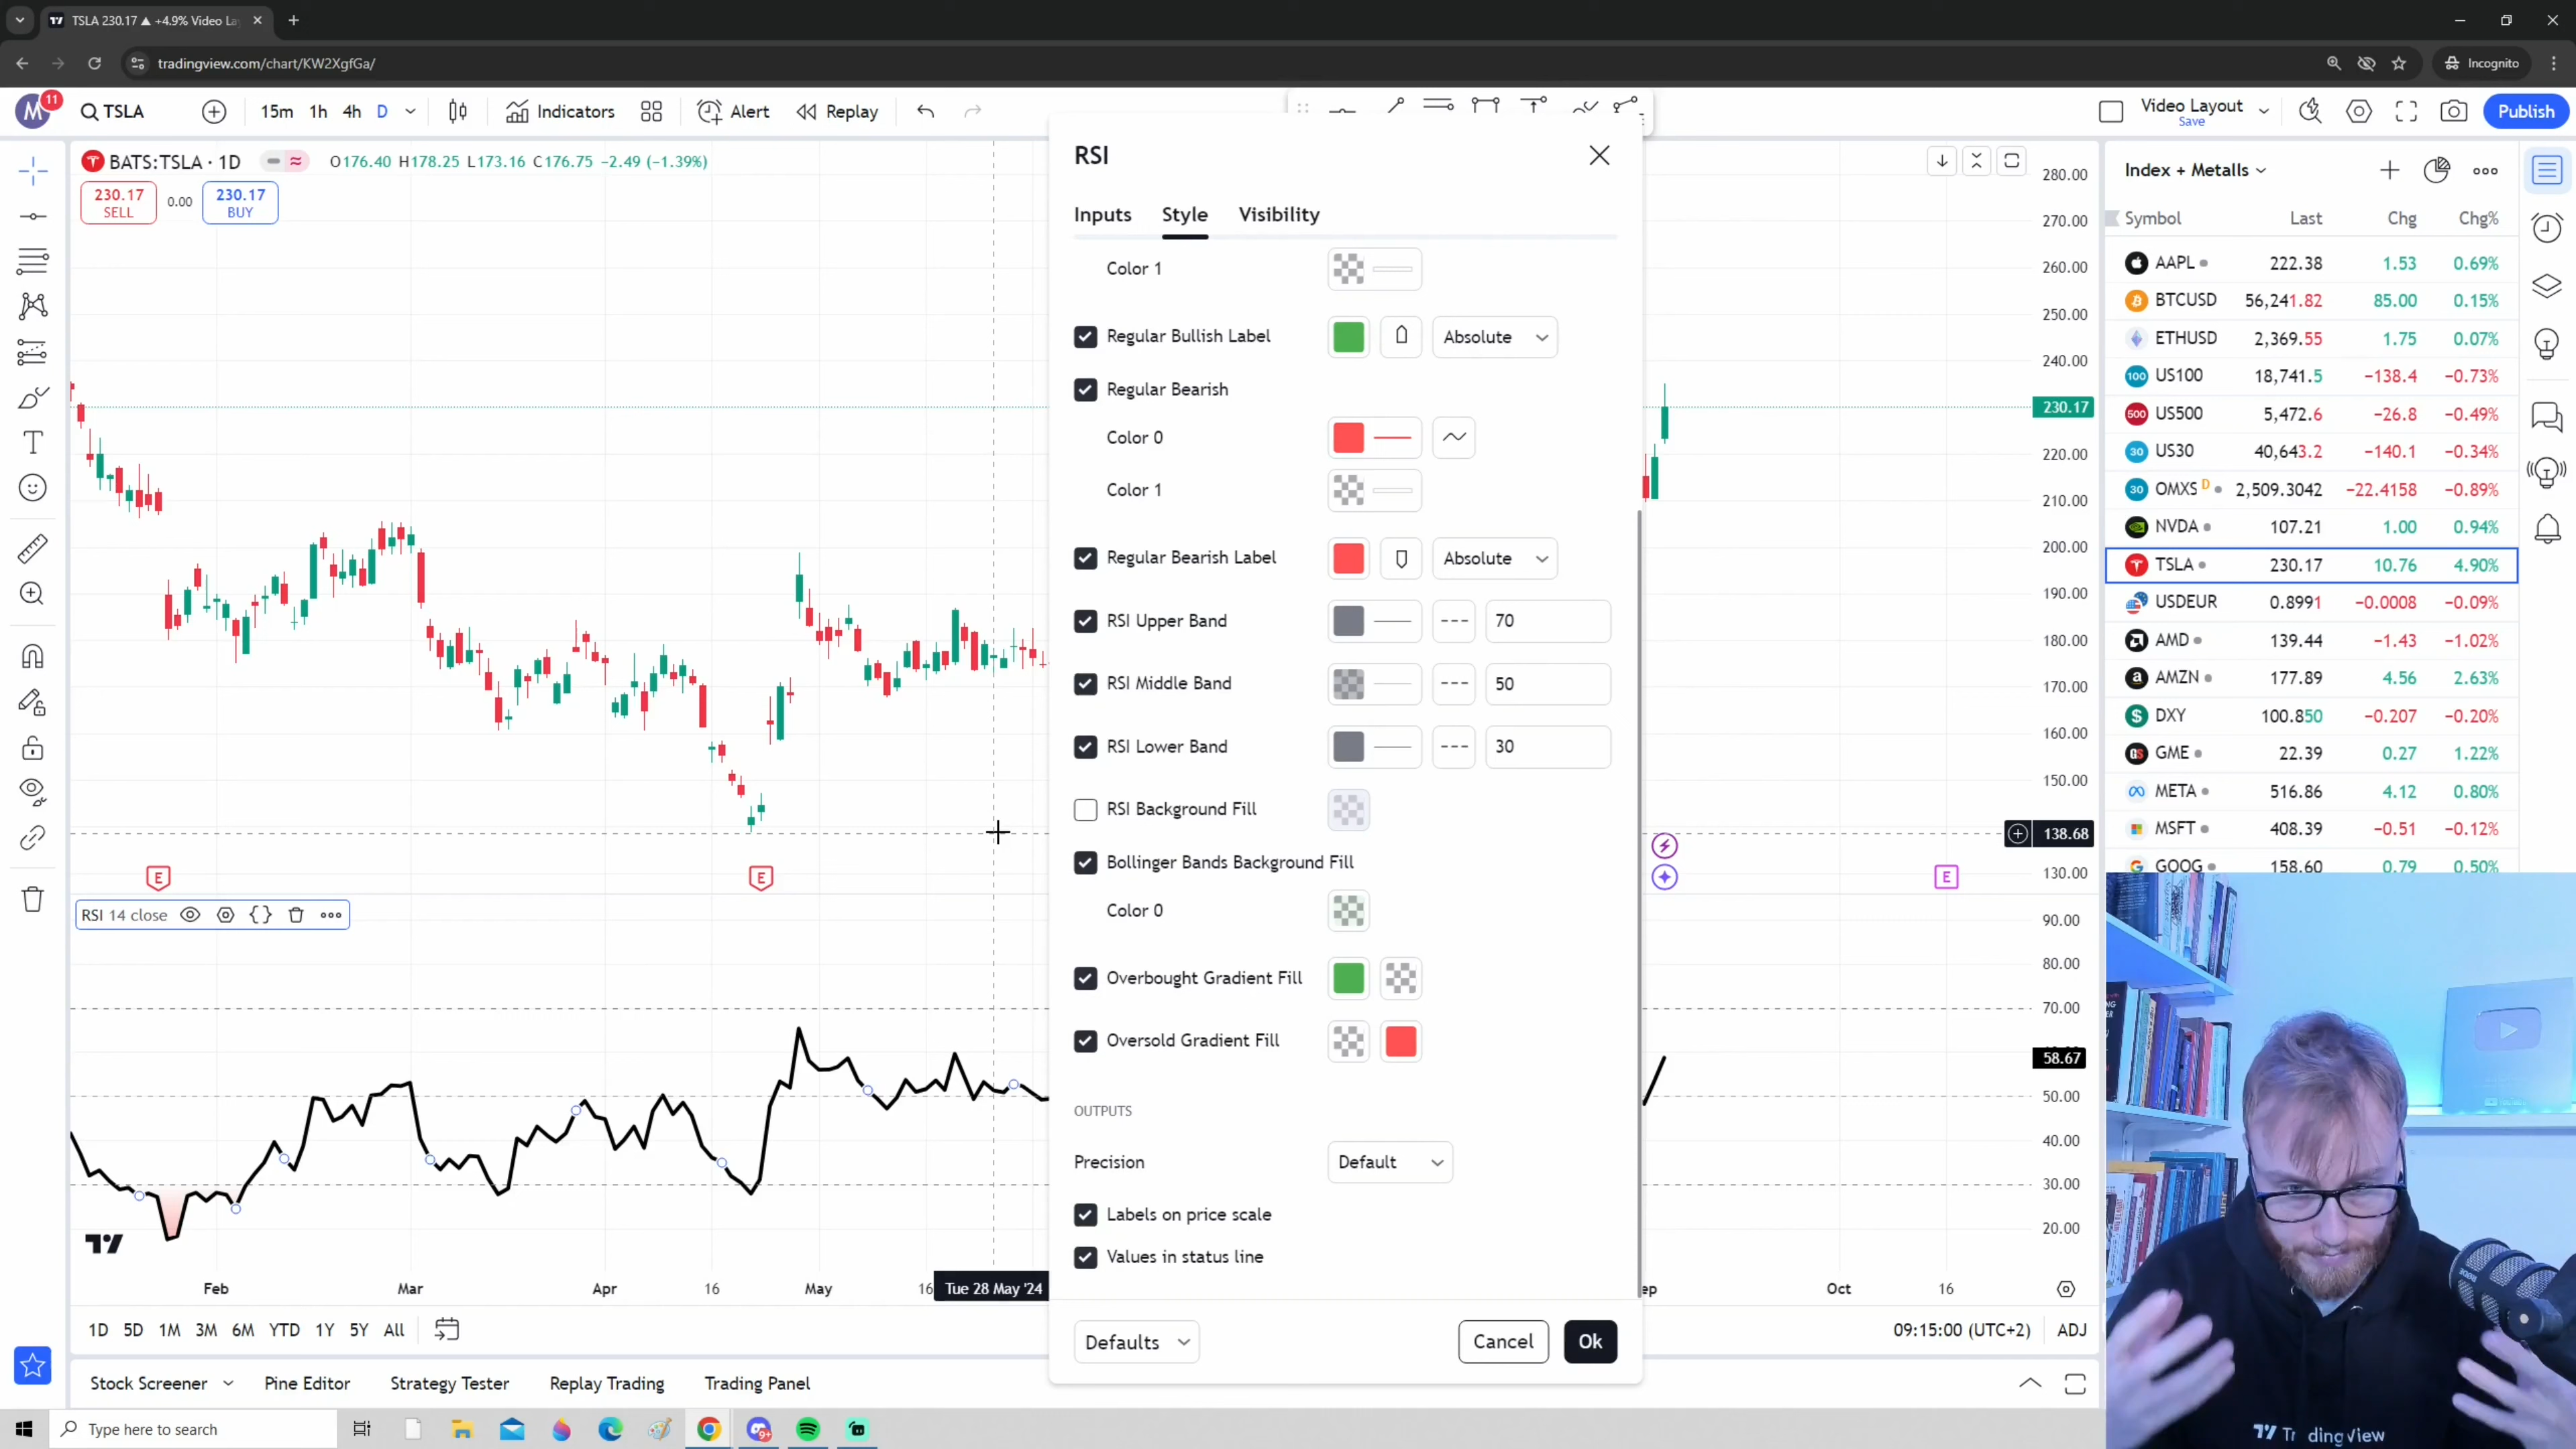 TSLA 230.17 ▲ +4.9% Video La
tradingview.com/chart/KW2XgfGa/
Incognito
M
11
TSLA
15m 1h 4h D
Indicators
Alert
Replay
Video Layout
Save
Publish
BATS:TSLA · 1D
O176.40 H178.25 L173.16 C176.75 −2.49 (−1.39%)
230.17
SELL
0.00
230.17
BUY
RSI
Inputs
Style
Visibility
Color 1
Regular Bullish Label
Absolute
Regular Bearish
Color 0
Color 1
Regular Bearish Label
Absolute
RSI Upper Band
70
RSI Middle Band
50
RSI Lower Band
30
RSI Background Fill
Bollinger Bands Background Fill
Color 0
Overbought Gradient Fill
Oversold Gradient Fill
OUTPUTS
Precision
Default
Labels on price scale
Values in status line
Defaults
Cancel
Ok
280.00
270.00
260.00
250.00
240.00
230.17
220.00
210.00
200.00
190.00
180.00
170.00
160.00
150.00
138.68
130.00
90.00
80.00
70.00
58.67
50.00
40.00
30.00
20.00
E
E
E
RSI 14 close
Feb
Mar
Apr
16
May
16
Tue 28 May '24
ep
Oct
16
1D 5D 1M 3M 6M YTD 1Y 5Y All
09:15:00 (UTC+2)
ADJ
Stock Screener
Pine Editor
Strategy Tester
Replay Trading
Trading Panel
Index + Metalls
Symbol Last Chg Chg%
AAPL 222.38 1.53 0.69%
BTCUSD 56,241.82 85.00 0.15%
ETHUSD 2,369.55 1.75 0.07%
100 US100 18,741.5 −138.4 −0.73%
500 US500 5,472.6 −26.8 −0.49%
30 US30 40,643.2 −140.1 −0.34%
30 OMXS D 2,509.3042 −22.4158 −0.89%
NVDA 107.21 1.00 0.94%
TSLA 230.17 10.76 4.90%
USDEUR 0.8991 −0.0008 −0.09%
AMD 139.44 −1.43 −1.02%
AMZN 177.89 4.56 2.63%
DXY 100.850 −0.207 −0.20%
GME 22.39 0.27 1.22%
META 516.86 4.12 0.80%
MSFT 408.39 −0.51 −0.12%
GOOG 158.60 0.79 0.50%
Type here to search
9+